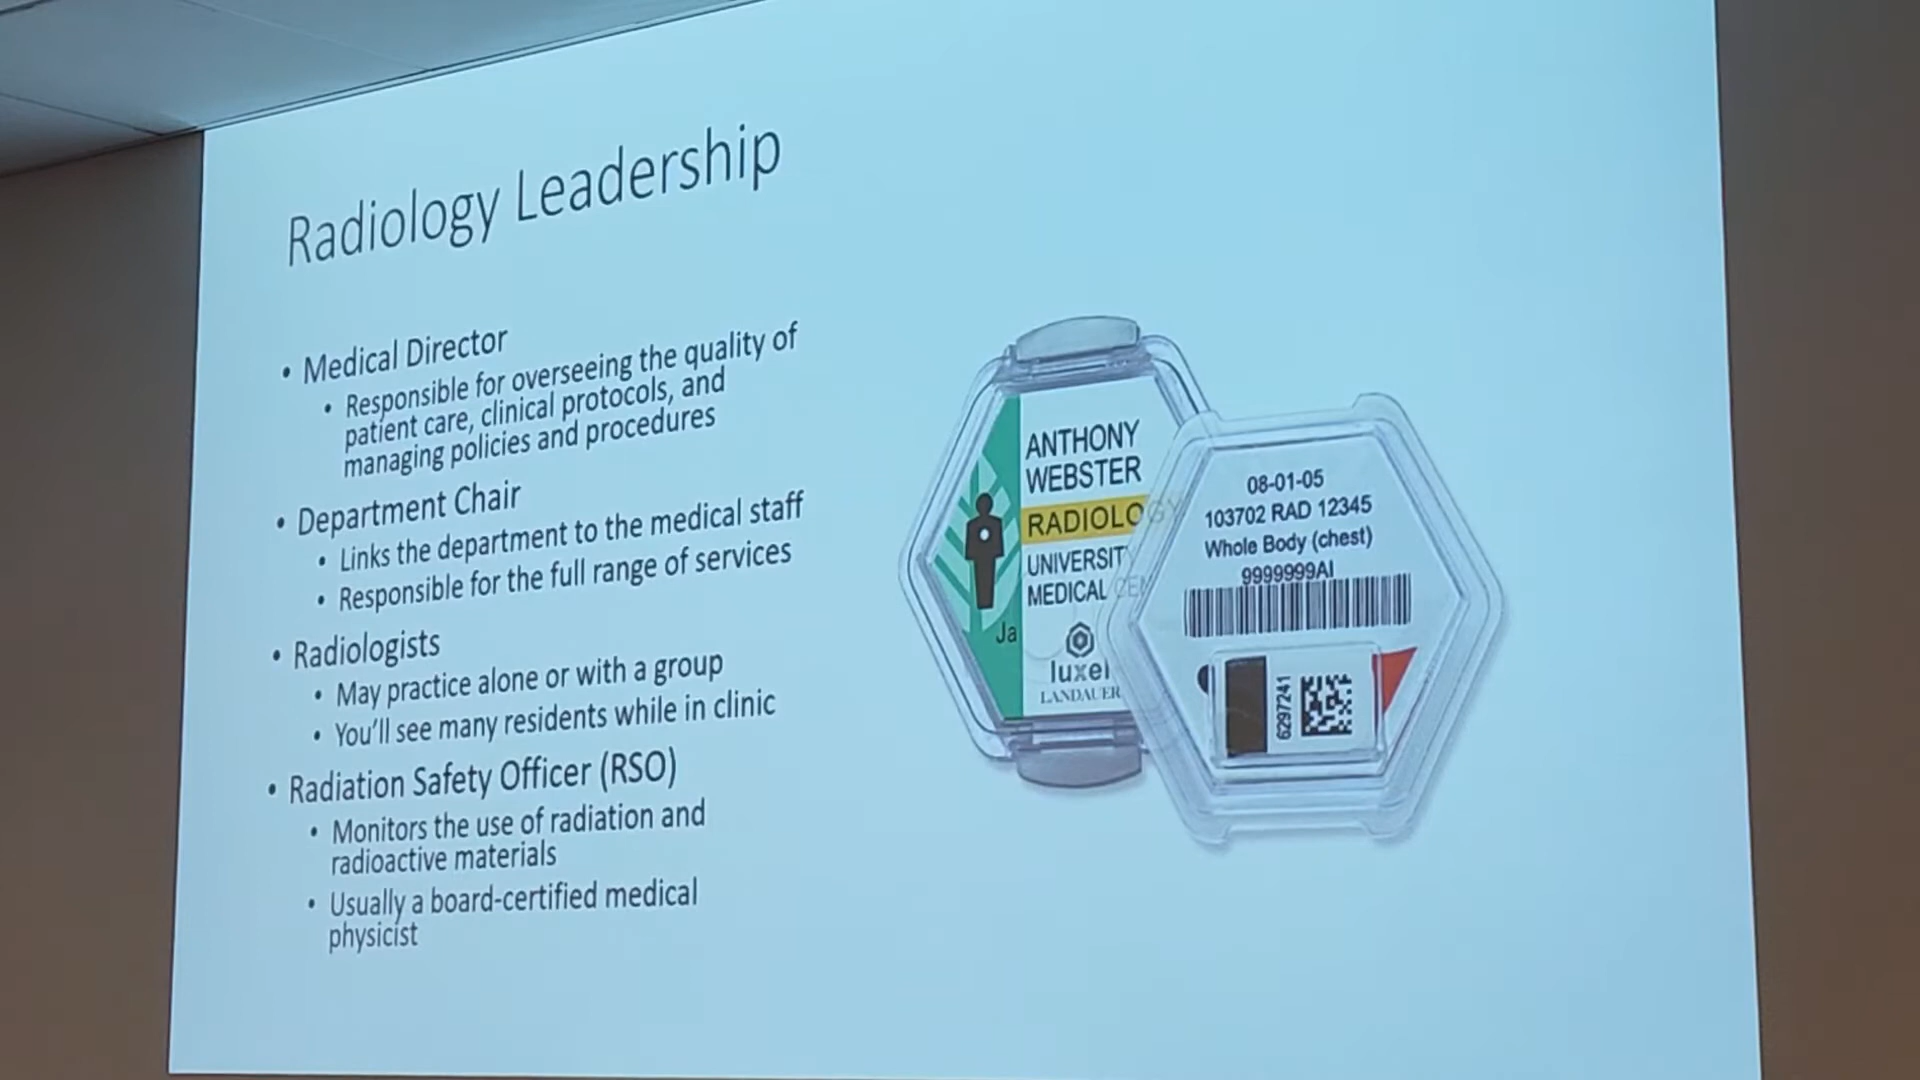 Radiology Leadership
• Medical Director
• Responsible for overseeing the quality of
patient care, clinical protocols, and
managing policies and procedures
• Department Chair
• Links the department to the medical staff
• Responsible for the full range of services
• Radiologists
• May practice alone or with a group
• You'll see many residents while in clinic
• Radiation Safety Officer (RSO)
• Monitors the use of radiation and
radioactive materials
• Usually a board-certified medical
physicist
ANTHONY
WEBSTER
RADIOLOGY
UNIVERSIT
MEDICAL CEN
Ja
luxel
LANDAUER
08-01-05
103702 RAD 12345
Whole Body (chest)
9999999AI
6297241